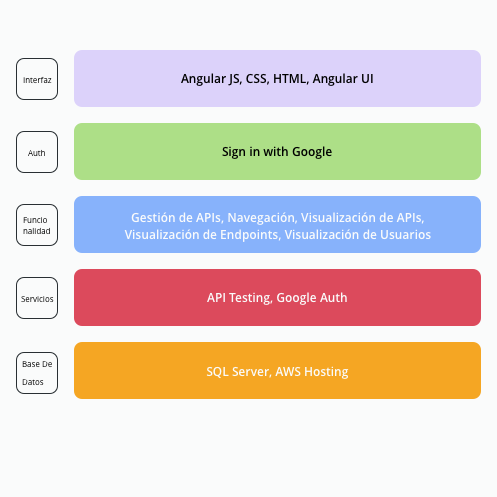 Interfaz
Angular JS, CSS, HTML, Angular UI
Auth
Sign in with Google
Funcio
nalidad
Gestión de APIs, Navegación, Visualización de APIs,
Visualización de Endpoints, Visualización de Usuarios
Servicios
API Testing, Google Auth
Base De
Datos
SQL Server, AWS Hosting